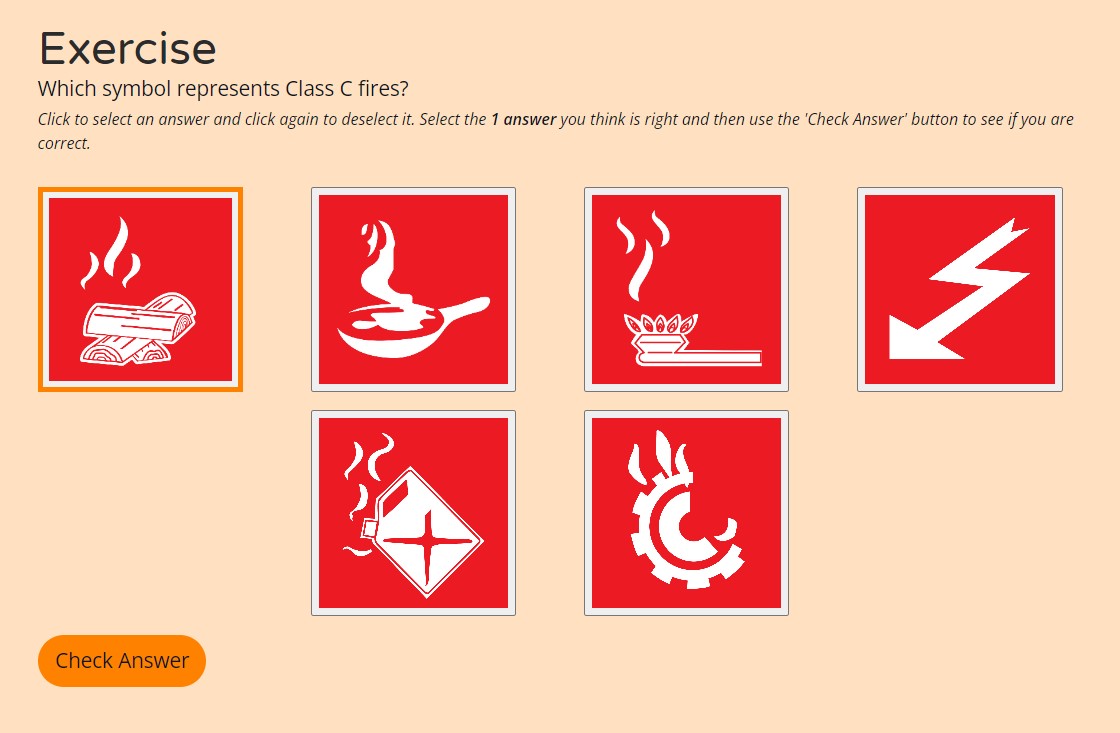 Exercise
Which symbol represents Class C fires?
Click to select an answer and click again to deselect it. Select the 1 answer you think is right and then use the 'Check Answer' button to see if you are
correct.
Check Answer